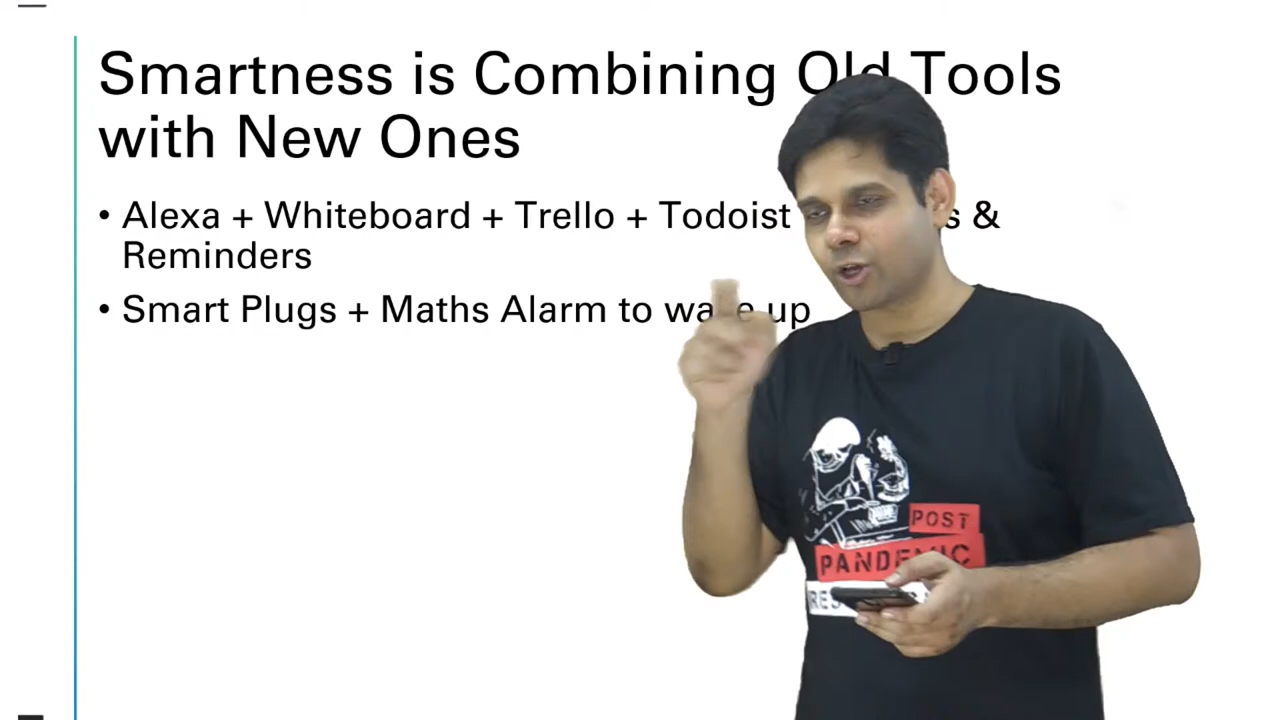 Smartness is Combining Old Tools
with New Ones
• Alexa + Whiteboard + Trello + Todoist &
Reminders
• Smart Plugs + Maths Alarm to wake up
POST
PANDEMIC